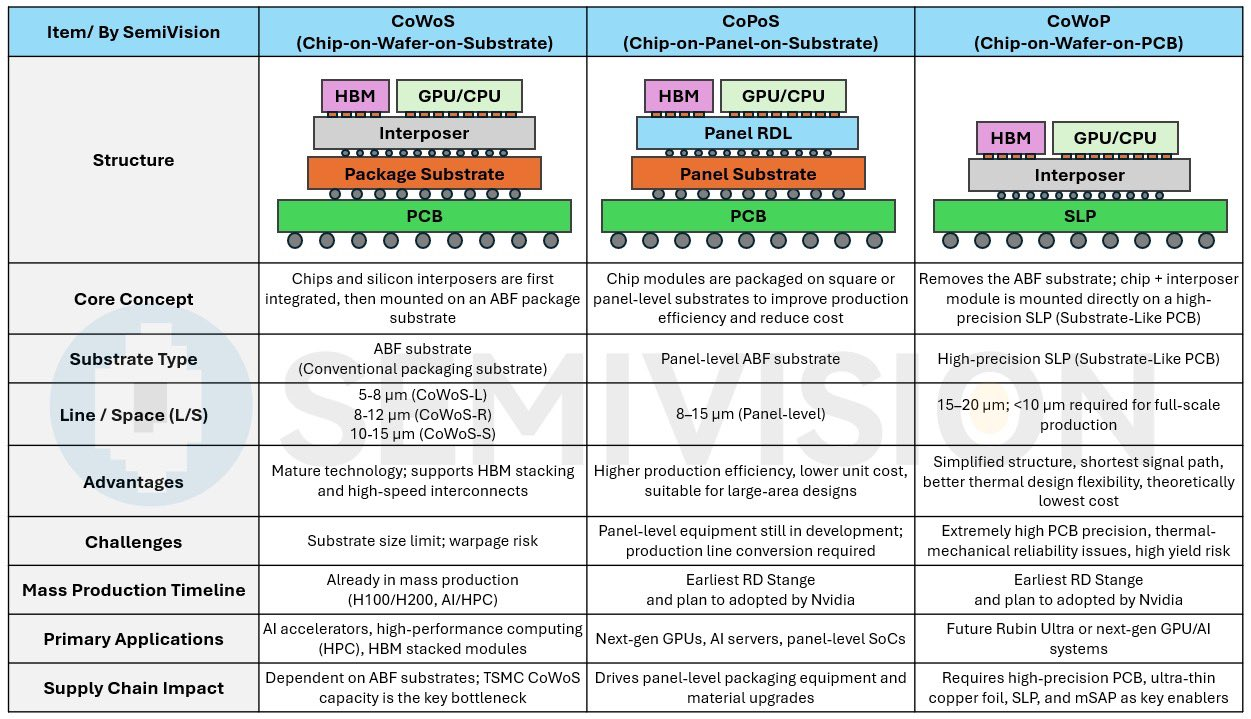 Item/ By SemiVision
CoWoS
(Chip-on-Wafer-on-Substrate)
CoPoS
(Chip-on-Panel-on-Substrate)
CoWoP
(Chip-on-Wafer-on-PCB)
Structure
HBM
GPU/CPU
Interposer
Package Substrate
PCB
HBM
GPU/CPU
Panel RDL
Panel Substrate
PCB
HBM
GPU/CPU
Interposer
SLP
Core Concept
Chips and silicon interposers are first
integrated, then mounted on an ABF package
substrate
Chip modules are packaged on square or
panel-level substrates to improve production
efficiency and reduce cost
Removes the ABF substrate; chip + interposer
module is mounted directly on a high-
precision SLP (Substrate-Like PCB)
Substrate Type
ABF substrate
(Conventional packaging substrate)
Panel-level ABF substrate
High-precision SLP (Substrate-Like PCB)
Line / Space (L/S)
5-8 µm (CoWoS-L)
8-12 µm (CoWoS-R)
10-15 µm (CoWoS-S)
8–15 µm (Panel-level)
15–20 µm; <10 µm required for full-scale
production
Advantages
Mature technology; supports HBM stacking
and high-speed interconnects
Higher production efficiency, lower unit cost,
suitable for large-area designs
Simplified structure, shortest signal path,
better thermal design flexibility, theoretically
lowest cost
Challenges
Substrate size limit; warpage risk
Panel-level equipment still in development;
production line conversion required
Extremely high PCB precision, thermal-
mechanical reliability issues, high yield risk
Mass Production Timeline
Already in mass production
(H100/H200, AI/HPC)
Earliest RD Stange
and plan to adopted by Nvidia
Earliest RD Stange
and plan to adopted by Nvidia
Primary Applications
AI accelerators, high-performance computing
(HPC), HBM stacked modules
Next-gen GPUs, AI servers, panel-level SoCs
Future Rubin Ultra or next-gen GPU/AI
systems
Supply Chain Impact
Dependent on ABF substrates; TSMC CoWoS
capacity is the key bottleneck
Drives panel-level packaging equipment and
material upgrades
Requires high-precision PCB, ultra-thin
copper foil, SLP, and mSAP as key enablers
SEMIVISION